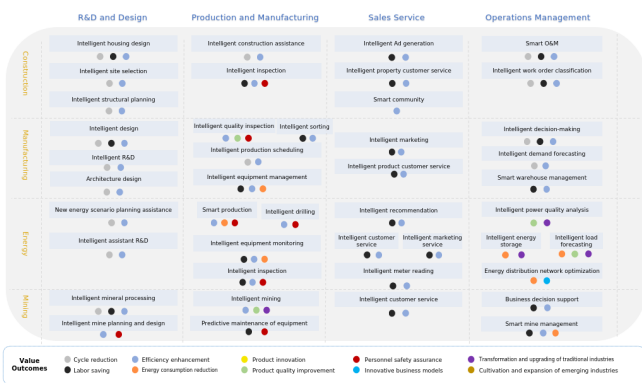 R&D and Design
Production and Manufacturing
Sales Service
Operations Management
Construction
Intelligent housing design
Intelligent construction assistance
Intelligent Ad generation
Smart O&M
Intelligent site selection
Intelligent inspection
Intelligent property customer service
Intelligent work order classification
Intelligent structural planning
Smart community
Manufacturing
Intelligent design
Intelligent quality inspection
Intelligent sorting
Intelligent marketing
Intelligent decision-making
Intelligent R&D
Intelligent production scheduling
Intelligent product customer service
Intelligent demand forecasting
Architecture design
Intelligent equipment management
Smart warehouse management
Energy
New energy scenario planning assistance
Smart production
Intelligent drilling
Intelligent recommendation
Intelligent power quality analysis
Intelligent assistant R&D
Intelligent equipment monitoring
Intelligent customer
service
Intelligent marketing
service
Intelligent energy
storage
Intelligent load
forecasting
Intelligent inspection
Intelligent meter reading
Energy distribution network optimization
Mining
Intelligent mineral processing
Intelligent mining
Intelligent customer service
Business decision support
Intelligent mine planning and design
Predictive maintenance of equipment
Smart mine management
Value
Outcomes
Cycle reduction
Efficiency enhancement
Product innovation
Personnel safety assurance
Transformation and upgrading of traditional industries
Labor saving
Energy consumption reduction
Product quality improvement
Innovative business models
Cultivation and expansion of emerging industries